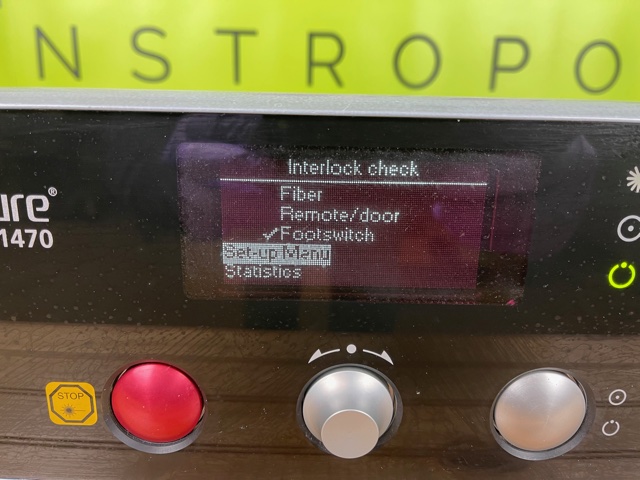 NSTROPO
ure®
1470
Interlock check
Fiber
Remote/door
✓Footswitch
Set-up Menu
Statistics
STOP